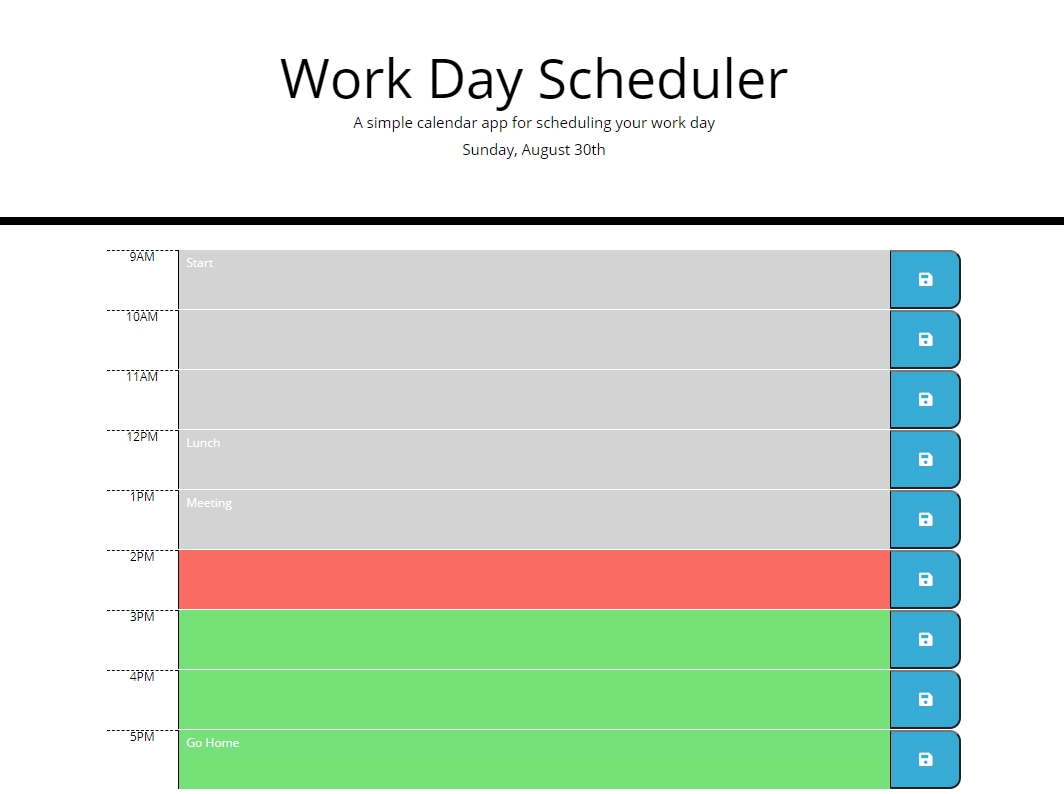 Work Day Scheduler
A simple calendar app for scheduling your work day
Sunday, August 30th
9AM Start
10AM
11AM
12PM Lunch
1PM Meeting
2PM
3PM
4PM
5PM Go Home